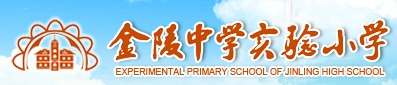 金陵中学实验小学
EXPERIMENTAL PRIMARY SCHOOL OF JINLING HIGH SCHOOL